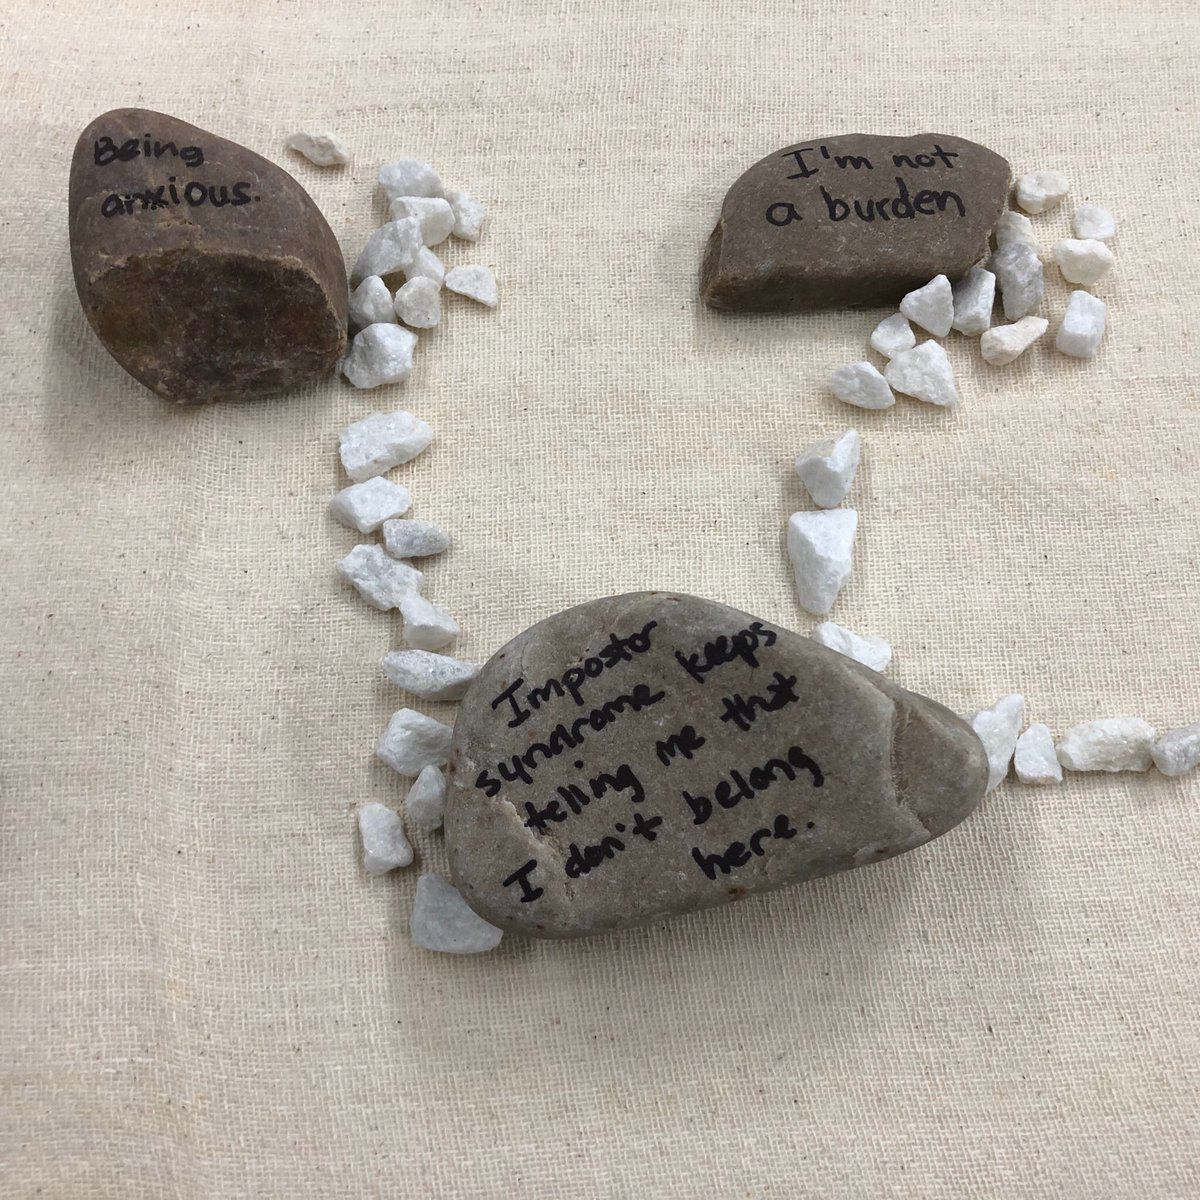 Being
anxious.
I'm not
a burden
Impostor
syndrome keeps
telling me that
I don't belong
here.